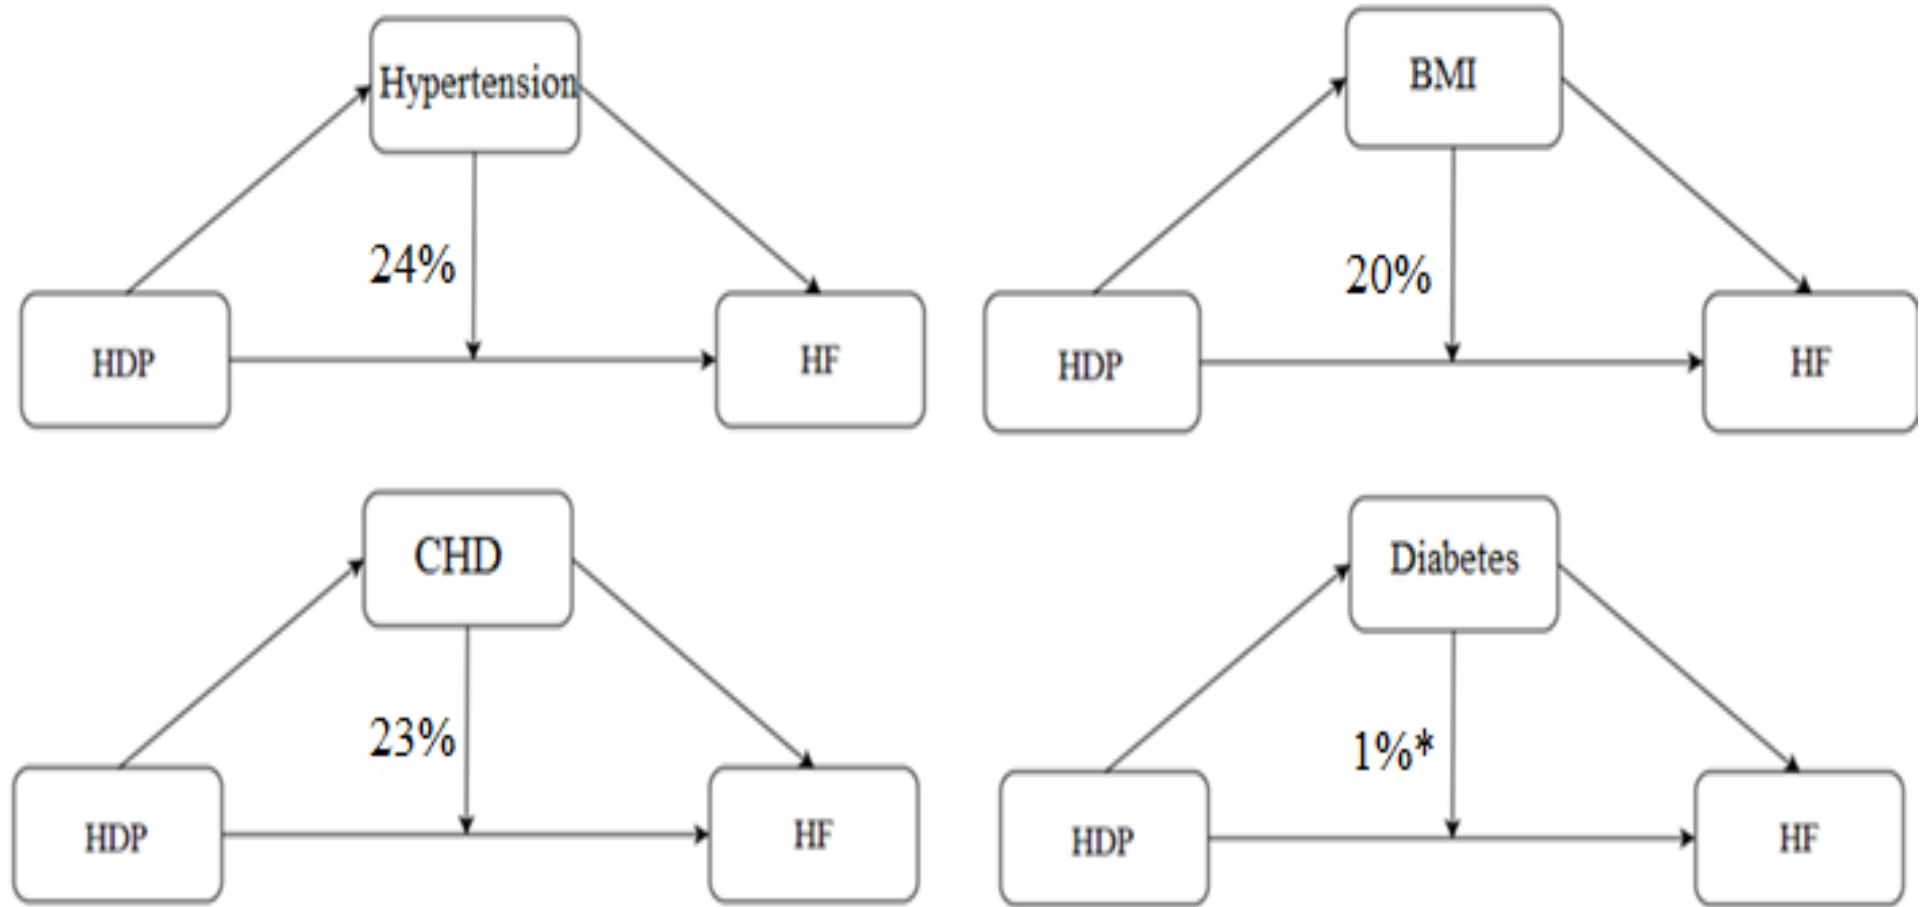 Hypertension
24%
HDP
HF
BMI
20%
HDP
HF
CHD
23%
HDP
HF
Diabetes
1%*
HDP
HF